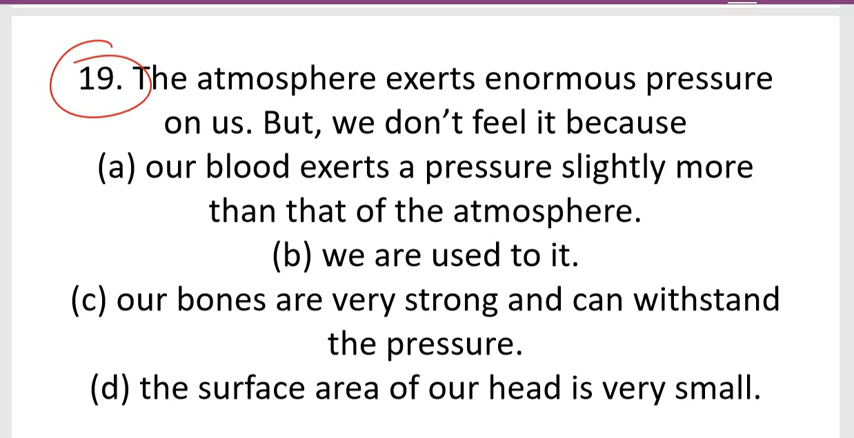 19. The atmosphere exerts enormous pressure
on us. But, we don’t feel it because
(a) our blood exerts a pressure slightly more
than that of the atmosphere.
(b) we are used to it.
(c) our bones are very strong and can withstand
the pressure.
(d) the surface area of our head is very small.